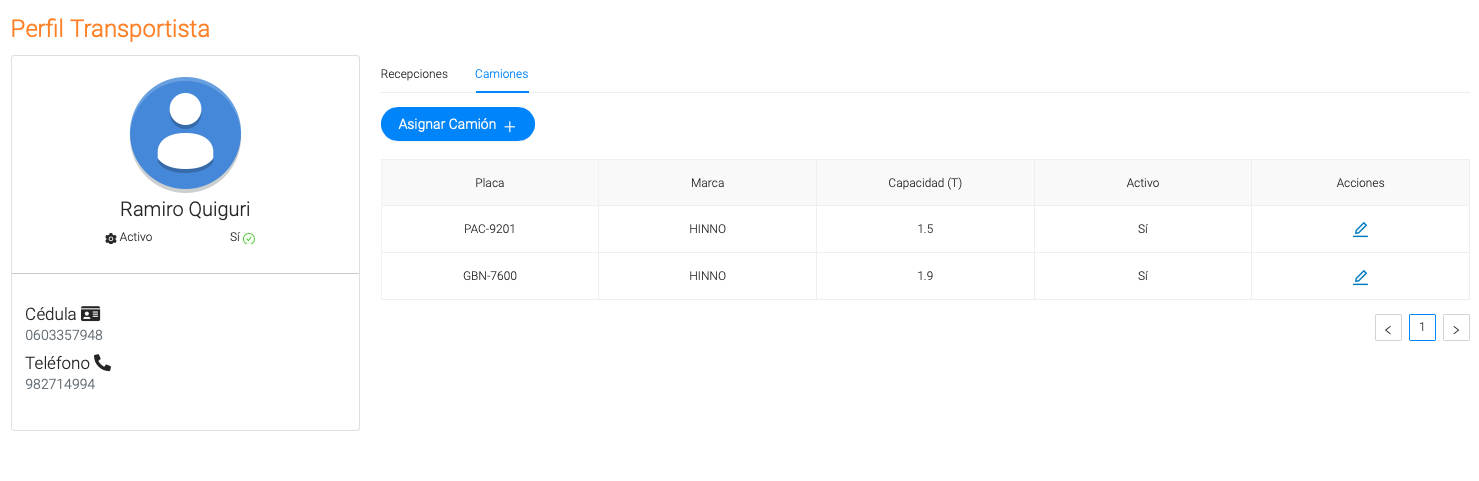 Perfil Transportista
Ramiro Quiguri
Activo Sí
Cédula
0603357948
Teléfono
982714994
Recepciones Camiones
Asignar Camión +
Placa Marca Capacidad (T) Activo Acciones
PAC-9201 HINNO 1.5 Sí
GBN-7600 HINNO 1.9 Sí
< 1 >